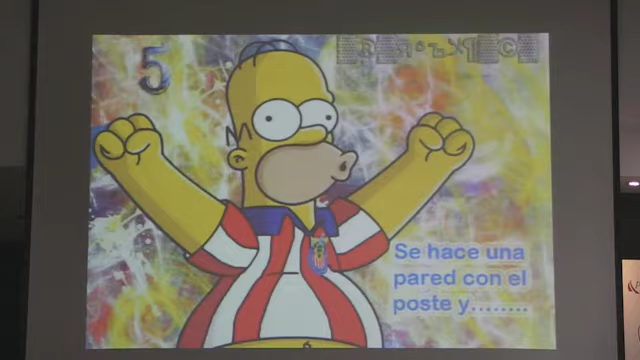 5
Se hace una
pared con el
poste y........